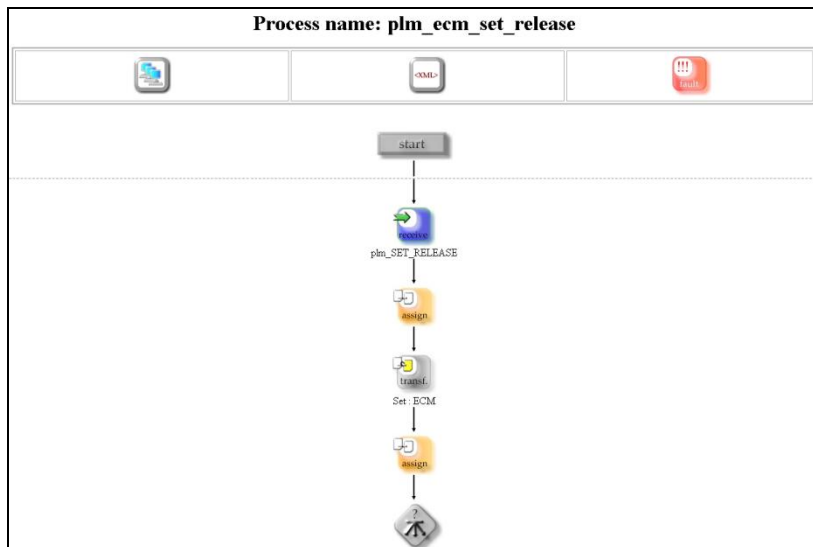 Process name: plm_ecm_set_release
<XML>
!!!
fault
start
receive
plm_SET_RELEASE
assign
transf.
Set : ECM
assign
?